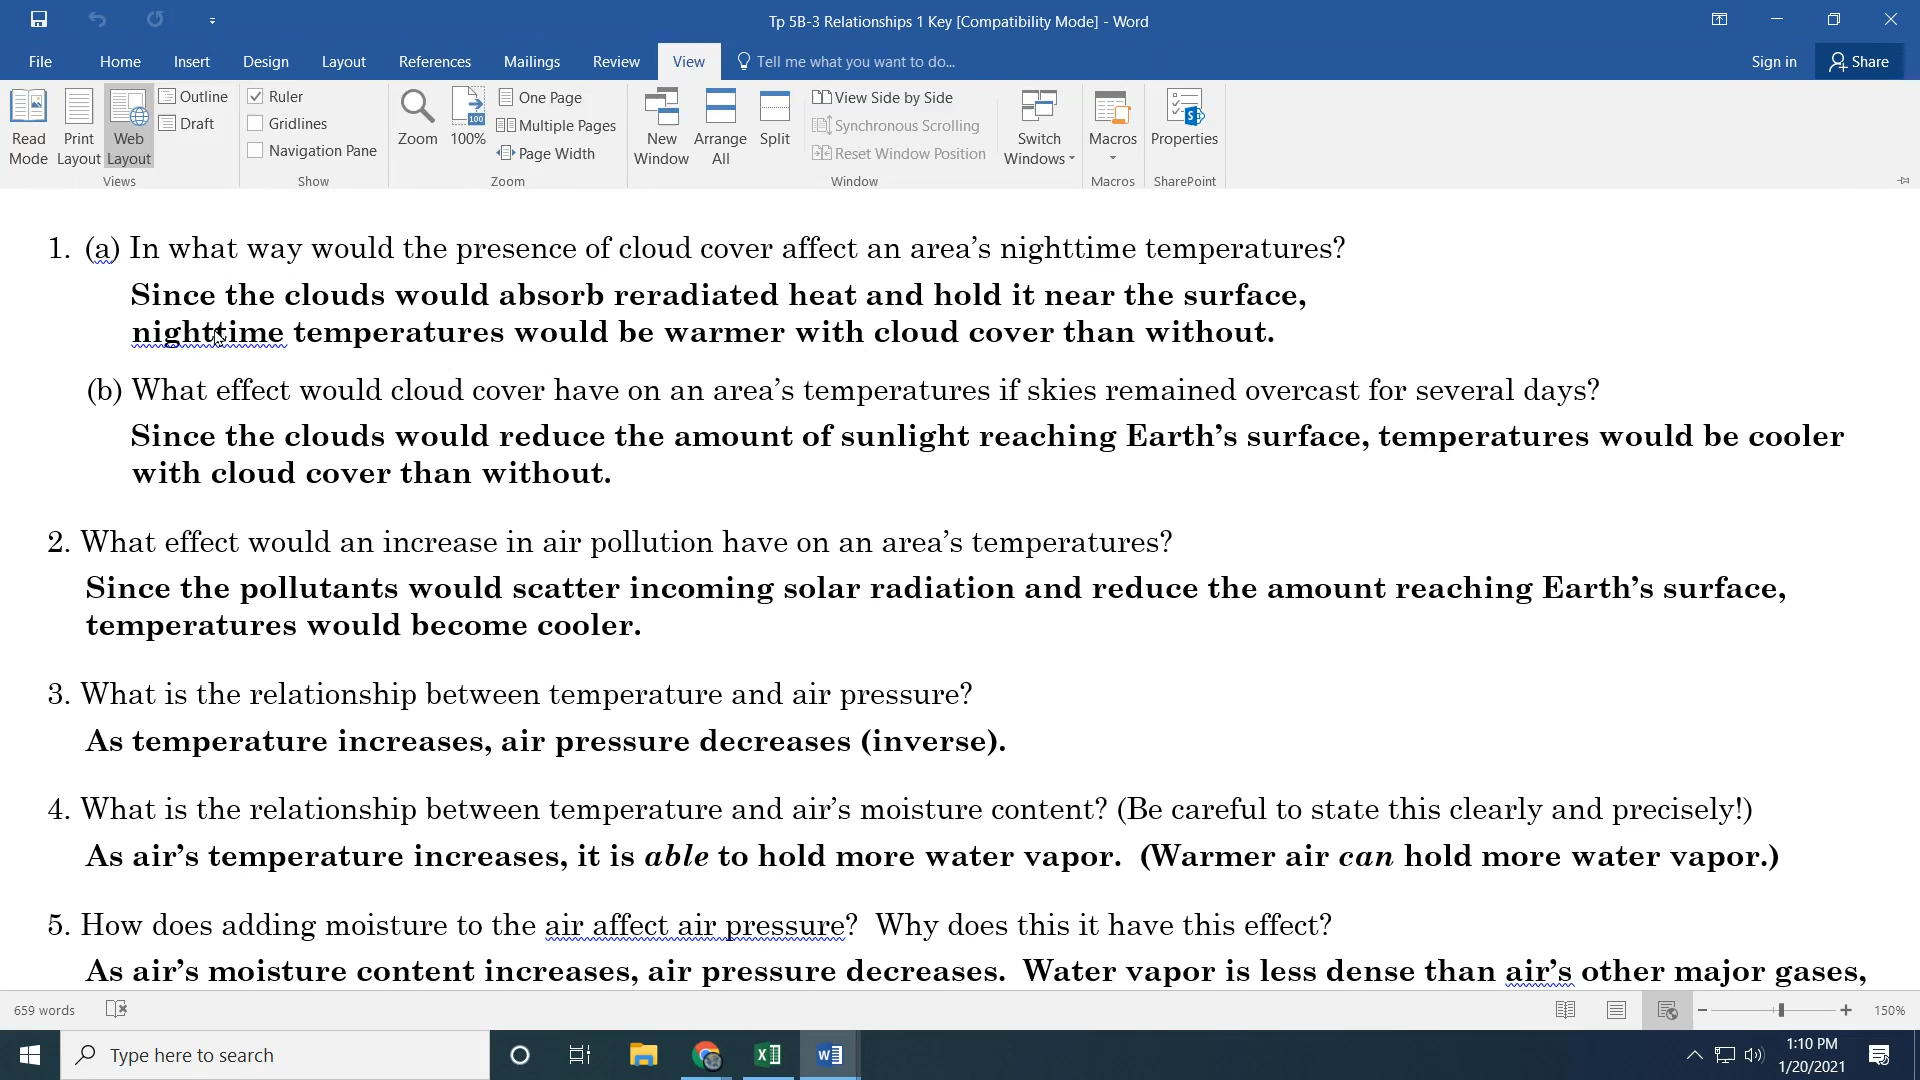 Tp 5B-3 Relationships 1 Key [Compatibility Mode] - Word
File Home Insert Design Layout References Mailings Review View Tell me what you want to do... Sign in Share
Read Mode
Print Layout
Web Layout
Outline
Draft
Views
Ruler
Gridlines
Navigation Pane
Show
Zoom
100
100%
One Page
Multiple Pages
Page Width
Zoom
New Window
Arrange All
Split
View Side by Side
Synchronous Scrolling
Reset Window Position
Window
Switch Windows
Macros
Macros
Properties
SharePoint
1. (a) In what way would the presence of cloud cover affect an area’s nighttime temperatures?
Since the clouds would absorb reradiated heat and hold it near the surface,
nighttime temperatures would be warmer with cloud cover than without.
(b) What effect would cloud cover have on an area’s temperatures if skies remained overcast for several days?
Since the clouds would reduce the amount of sunlight reaching Earth’s surface, temperatures would be cooler
with cloud cover than without.
2. What effect would an increase in air pollution have on an area’s temperatures?
Since the pollutants would scatter incoming solar radiation and reduce the amount reaching Earth’s surface,
temperatures would become cooler.
3. What is the relationship between temperature and air pressure?
As temperature increases, air pressure decreases (inverse).
4. What is the relationship between temperature and air’s moisture content? (Be careful to state this clearly and precisely!)
As air’s temperature increases, it is able to hold more water vapor. (Warmer air can hold more water vapor.)
5. How does adding moisture to the air affect air pressure? Why does this it have this effect?
As air’s moisture content increases, air pressure decreases. Water vapor is less dense than air’s other major gases,
659 words
150%
Type here to search
1:10 PM
1/20/2021